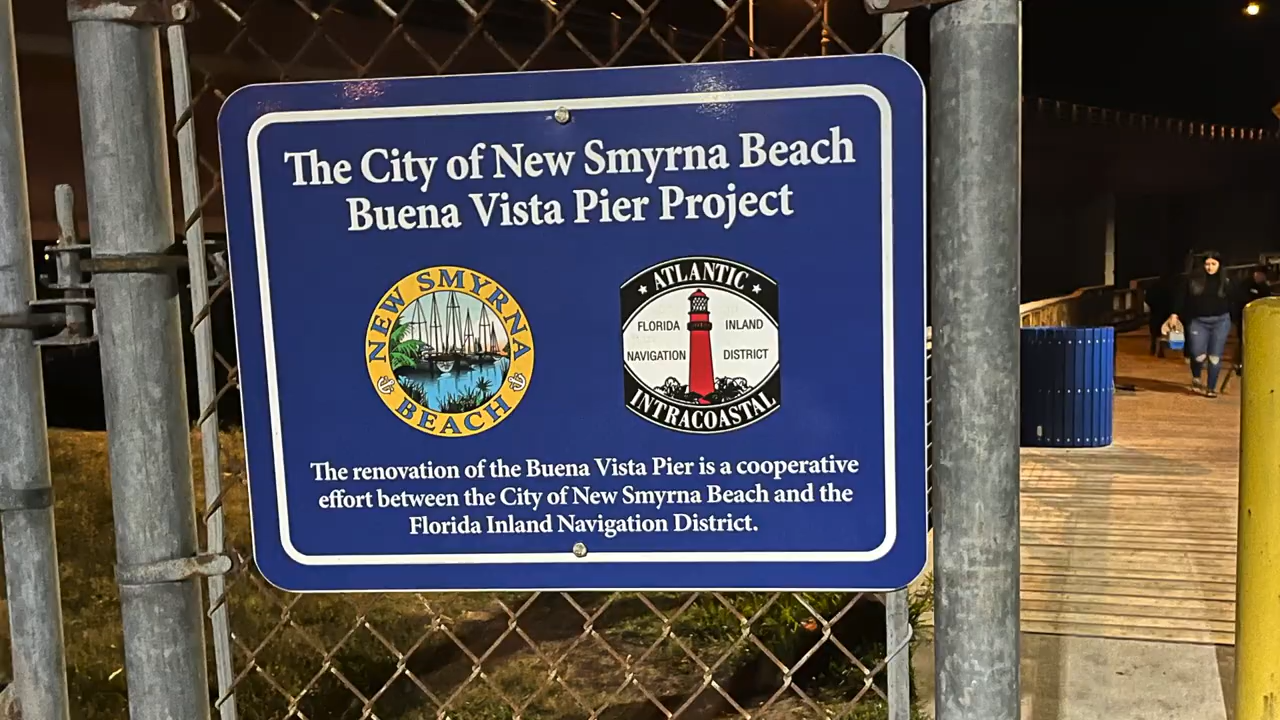 The City of New Smyrna Beach
Buena Vista Pier Project
NEW SMYRNA
BEACH
ATLANTIC
FLORIDA INLAND
NAVIGATION DISTRICT
INTRACOASTAL
The renovation of the Buena Vista Pier is a cooperative
effort between the City of New Smyrna Beach and the
Florida Inland Navigation District.